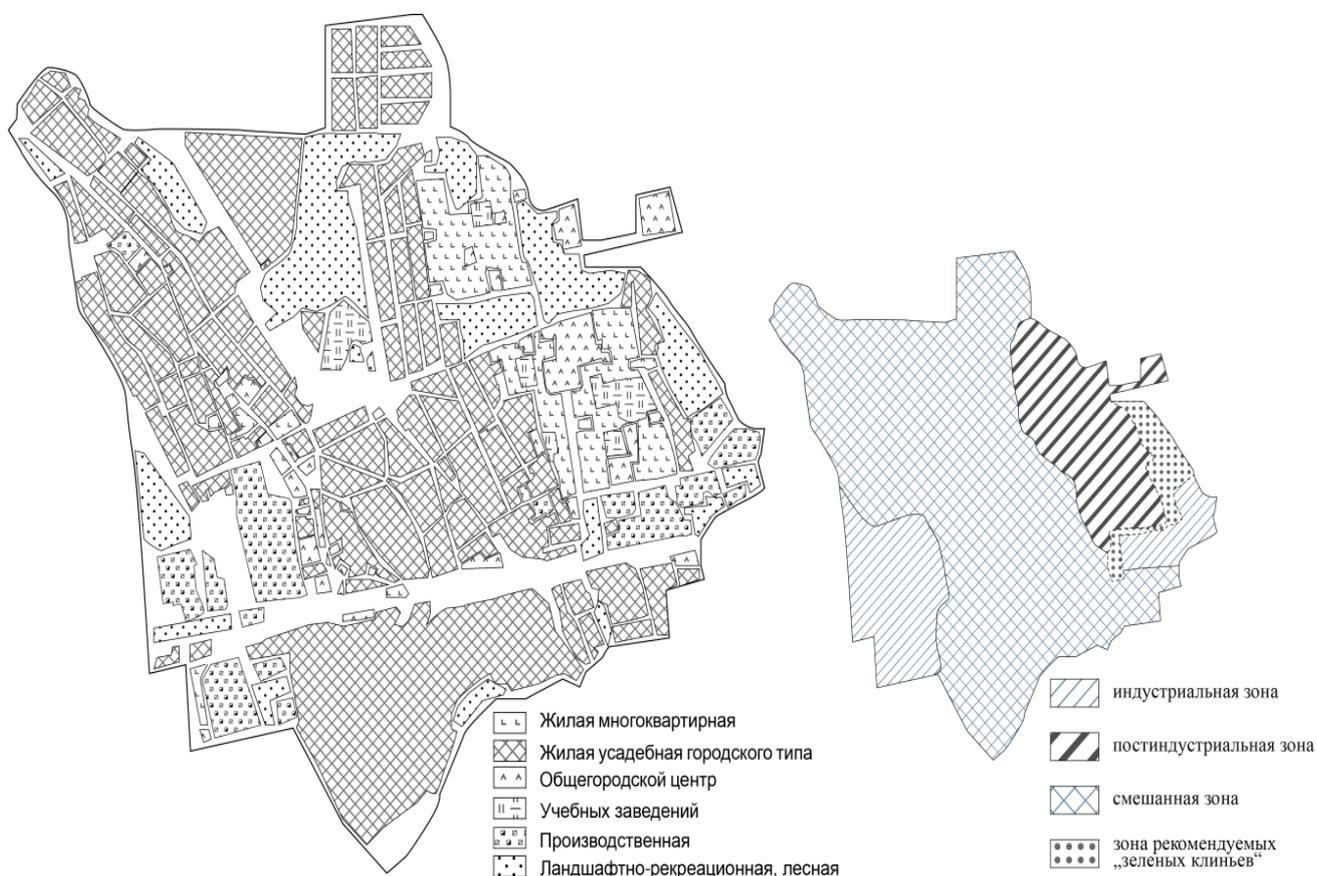 Жилая многоквартирная
Жилая усадебная городского типа
Общегородской центр
Учебных заведений
Производственная
Ландшафтно-рекреационная, лесная
индустриальная зона
постиндустриальная зона
смешанная зона
зона рекомендуемых
„зеленых клиньев“